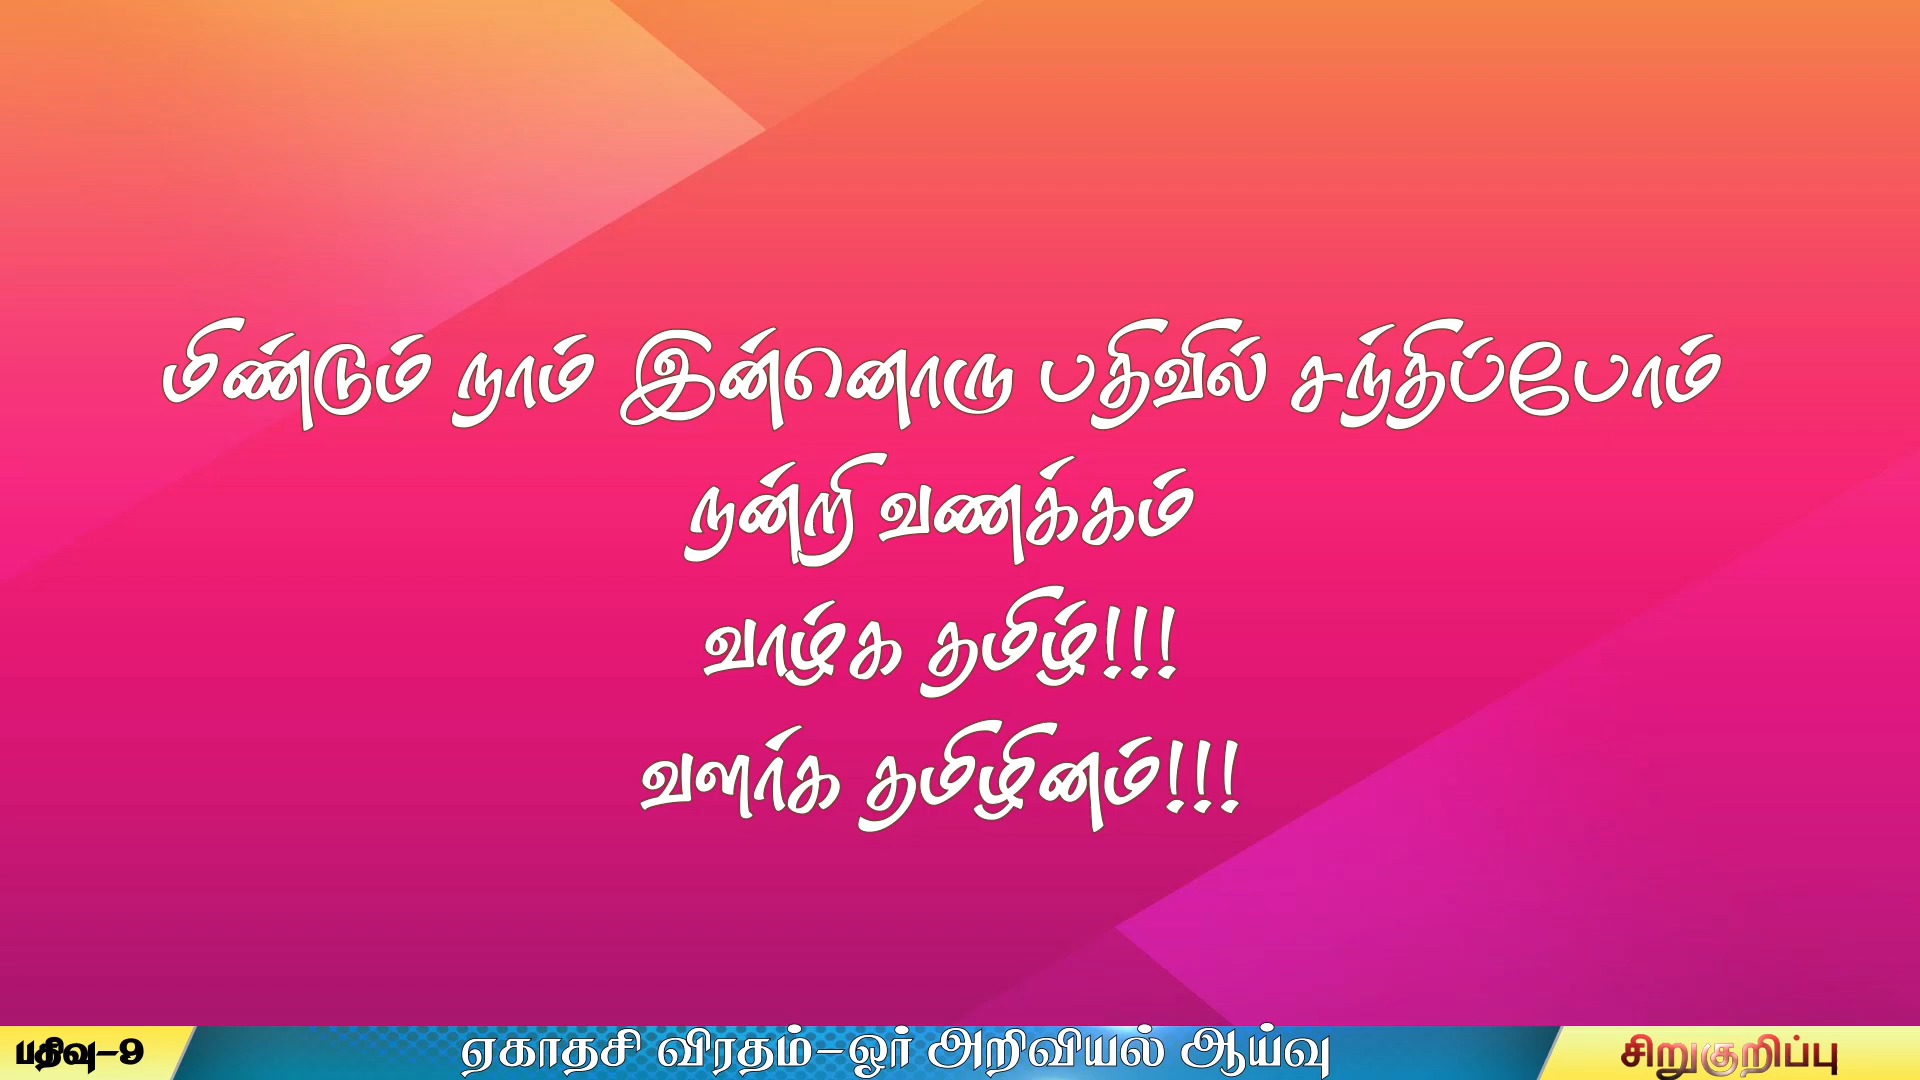 மிண்டும் நாம் இன்னொரு பதிவில் சந்திப்போம்
நன்றி வணக்கம்
வாழ்க தமிழ்!!!
வளர்க தமிழினம்!!!
பதிவு-9
ஏகாதசி விரதம்-ஓர் அறிவியல் ஆய்வு
சிறுகுறிப்பு